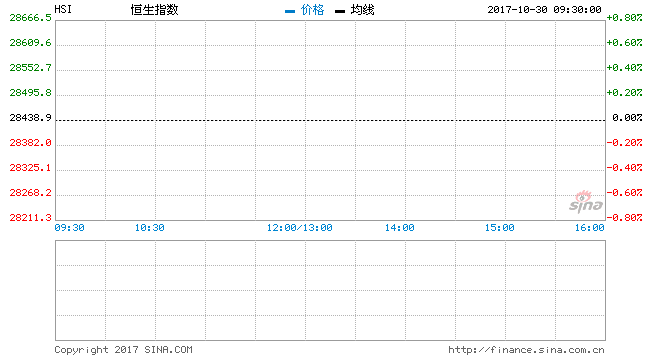 HSI 恒生指数 价格 均线 2017-10-30 09:30:00
28666.5 +0.80%
28609.6 +0.60%
28552.7 +0.40%
28495.8 +0.20%
28438.9 0.00%
28382.0 -0.20%
28325.1 -0.40%
28268.2 -0.60%
sina
28211.3 -0.80%
09:30 10:30 12:00/13:00 14:00 15:00 16:00
Copyright 2017 SINA.COM http://finance.sina.com.cn